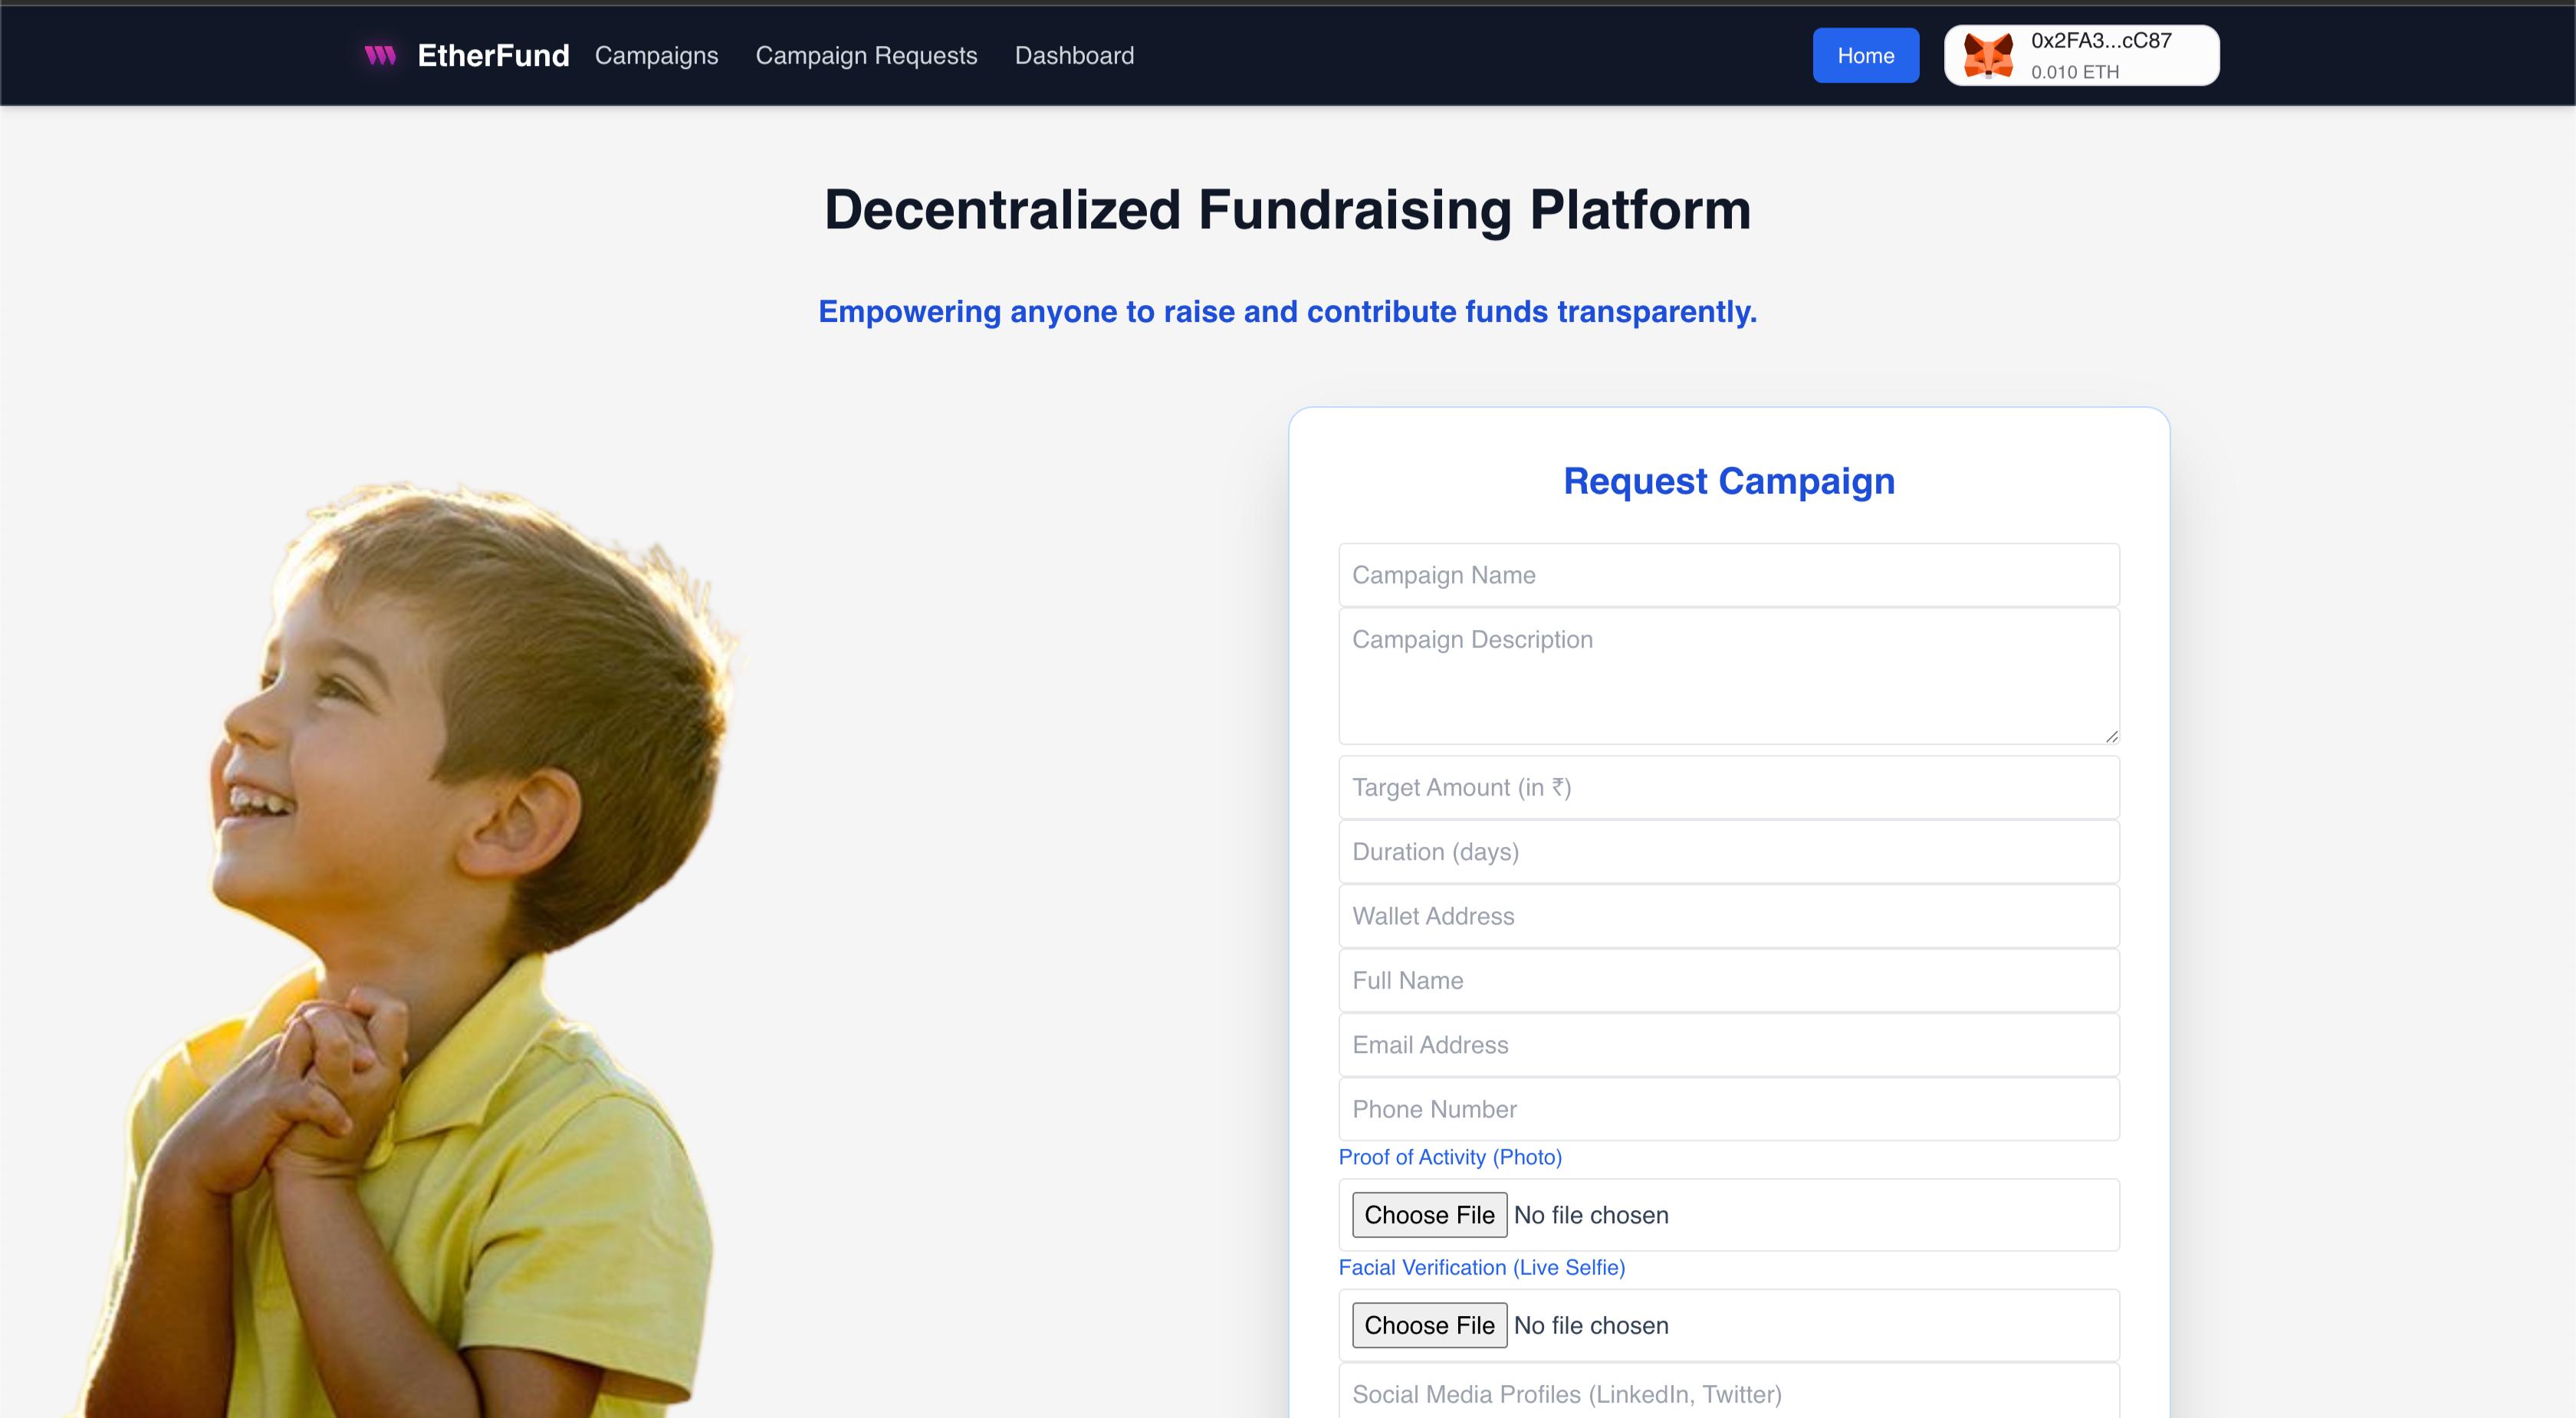 EtherFund Campaigns Campaign Requests Dashboard Home 0x2FA3...cC87
0.010 ETH
Decentralized Fundraising Platform
Empowering anyone to raise and contribute funds transparently.
Request Campaign
Campaign Name
Campaign Description
Target Amount (in ₹)
Duration (days)
Wallet Address
Full Name
Email Address
Phone Number
Proof of Activity (Photo)
Choose File No file chosen
Facial Verification (Live Selfie)
Choose File No file chosen
Social Media Profiles (LinkedIn, Twitter)